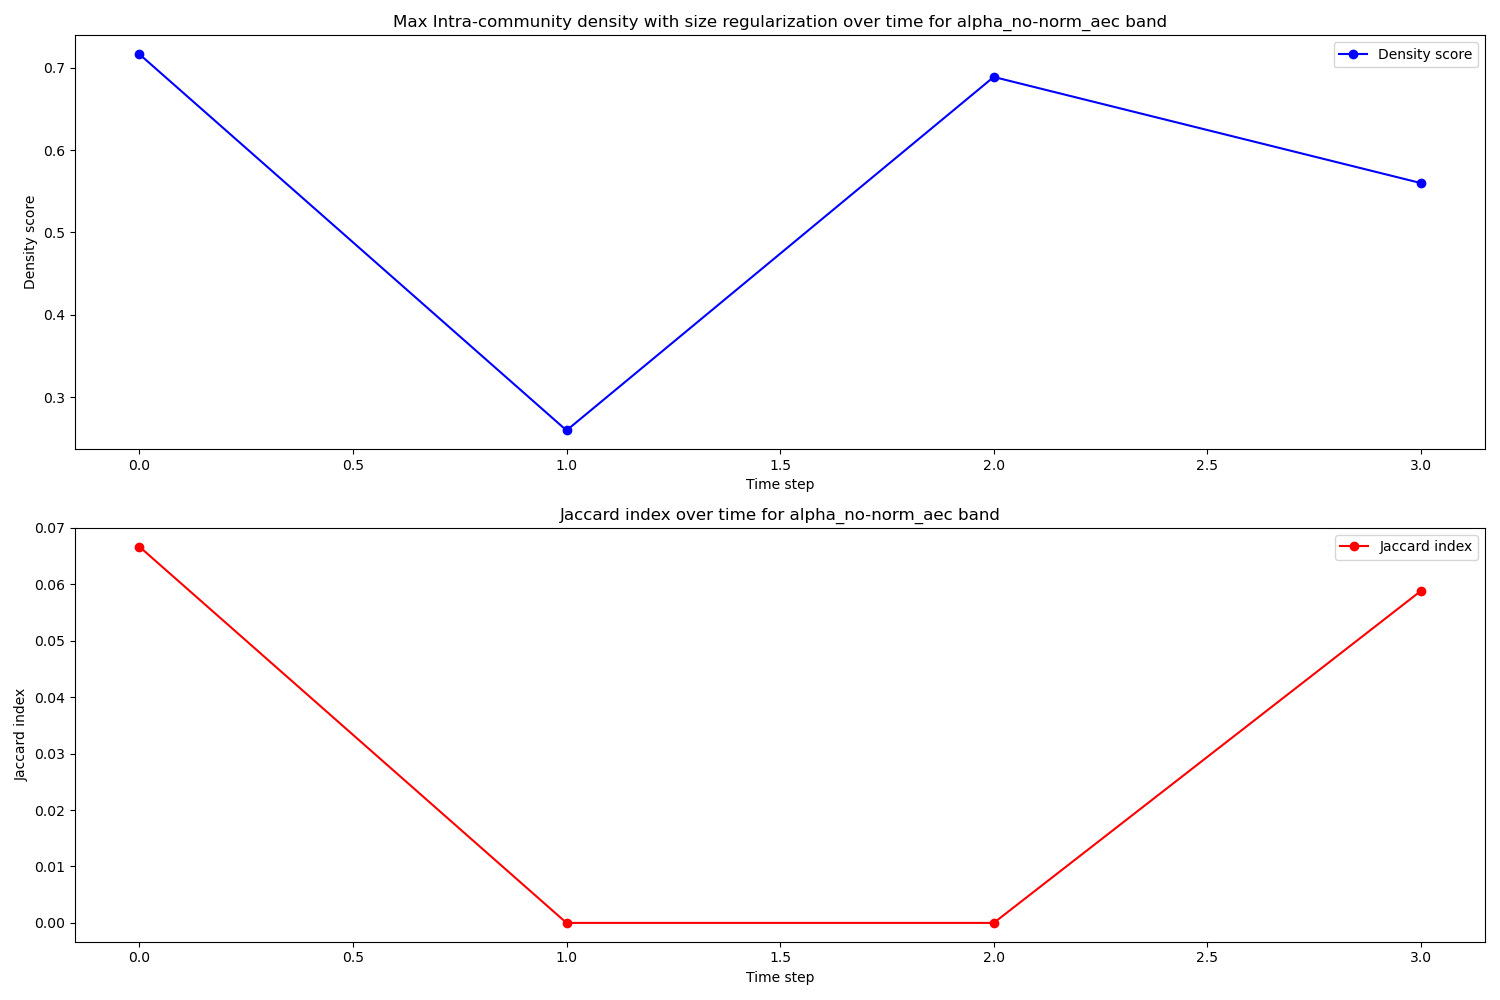 Max Intra-community density with size regularization over time for alpha_no-norm_aec band
Density score
0.7
0.6
0.5
0.4
0.3
Density score
0.0 0.5 1.0 1.5 2.0 2.5 3.0
Time step
Jaccard index over time for alpha_no-norm_aec band
Jaccard index
0.07
0.06
0.05
0.04
0.03
0.02
0.01
0.00
Jaccard index
0.0 0.5 1.0 1.5 2.0 2.5 3.0
Time step